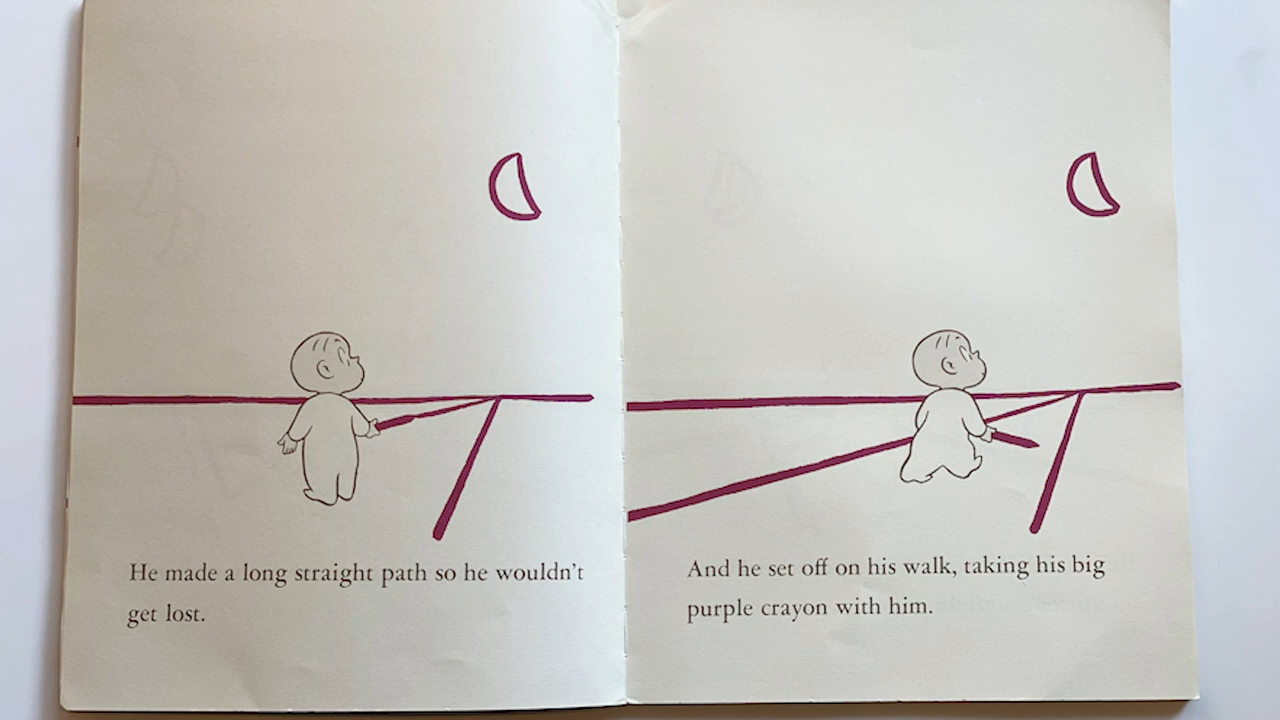 He made a long straight path so he wouldn't
get lost.
And he set off on his walk, taking his big
purple crayon with him.